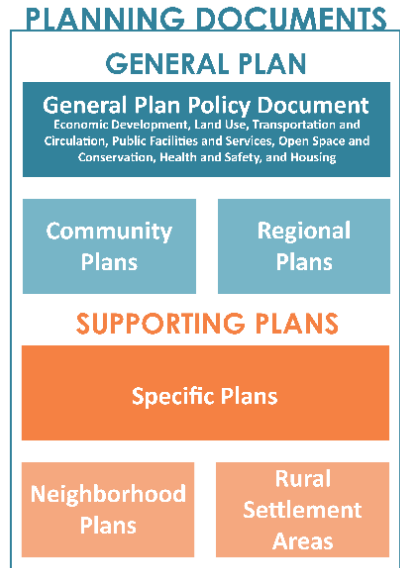 PLANNING DOCUMENTS
GENERAL PLAN
General Plan Policy Document
Economic Development, Land Use, Transportation and
Circulation, Public Facilities and Services, Open Space and
Conservation, Health and Safety, and Housing
Community
Plans
Regional
Plans
SUPPORTING PLANS
Specific Plans
Neighborhood
Plans
Rural
Settlement
Areas